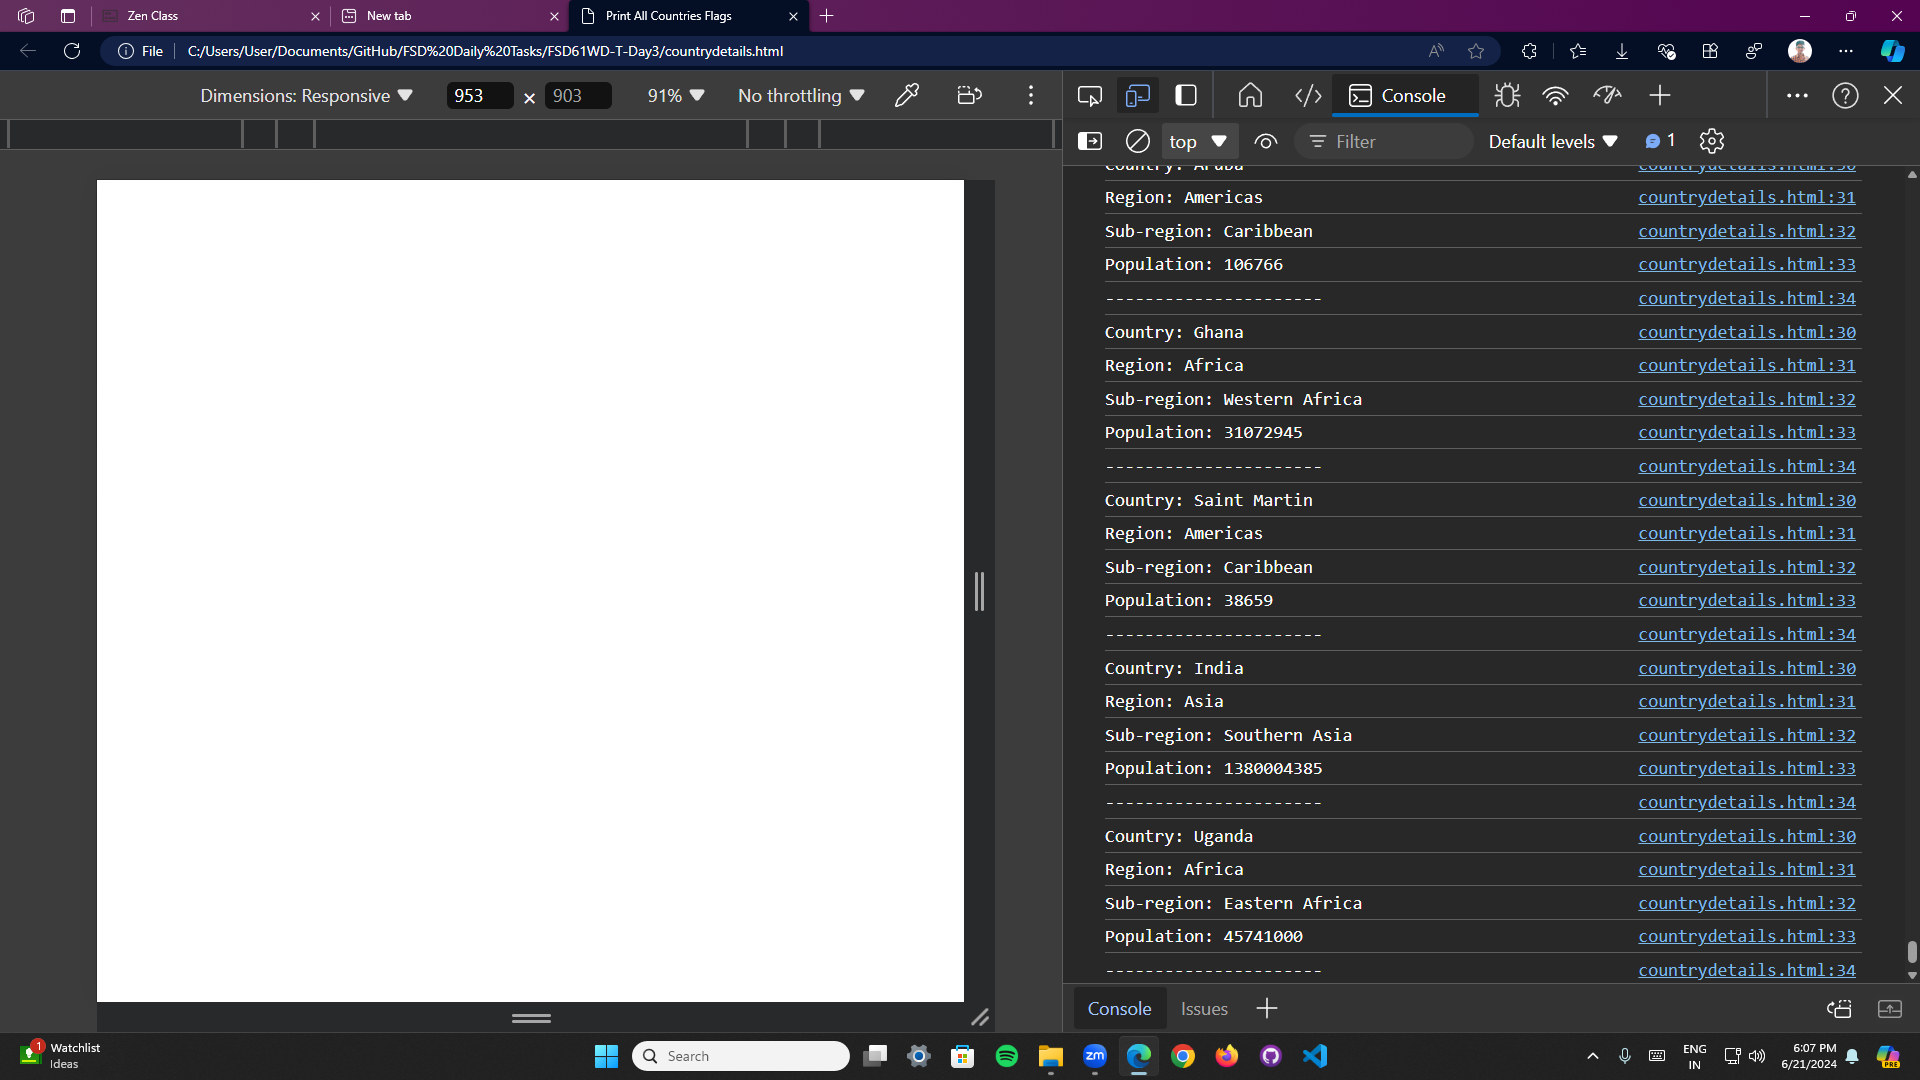 Zen Class
New tab
Print All Countries Flags
File
C:/Users/User/Documents/GitHub/FSD%20Daily%20Tasks/FSD61WD-T-Day3/countrydetails.html
Dimensions: Responsive
953
×
903
91%
No throttling
Console
top
Filter
Default levels
1
Country: Aruba countrydetails.html:30
Region: Americas countrydetails.html:31
Sub-region: Caribbean countrydetails.html:32
Population: 106766 countrydetails.html:33
---------------------- countrydetails.html:34
Country: Ghana countrydetails.html:30
Region: Africa countrydetails.html:31
Sub-region: Western Africa countrydetails.html:32
Population: 31072945 countrydetails.html:33
---------------------- countrydetails.html:34
Country: Saint Martin countrydetails.html:30
Region: Americas countrydetails.html:31
Sub-region: Caribbean countrydetails.html:32
Population: 38659 countrydetails.html:33
---------------------- countrydetails.html:34
Country: India countrydetails.html:30
Region: Asia countrydetails.html:31
Sub-region: Southern Asia countrydetails.html:32
Population: 1380004385 countrydetails.html:33
---------------------- countrydetails.html:34
Country: Uganda countrydetails.html:30
Region: Africa countrydetails.html:31
Sub-region: Eastern Africa countrydetails.html:32
Population: 45741000 countrydetails.html:33
---------------------- countrydetails.html:34
Console
Issues
1
Watchlist
Ideas
Search
zm
ENG
IN
6:07 PM
6/21/2024
PRE